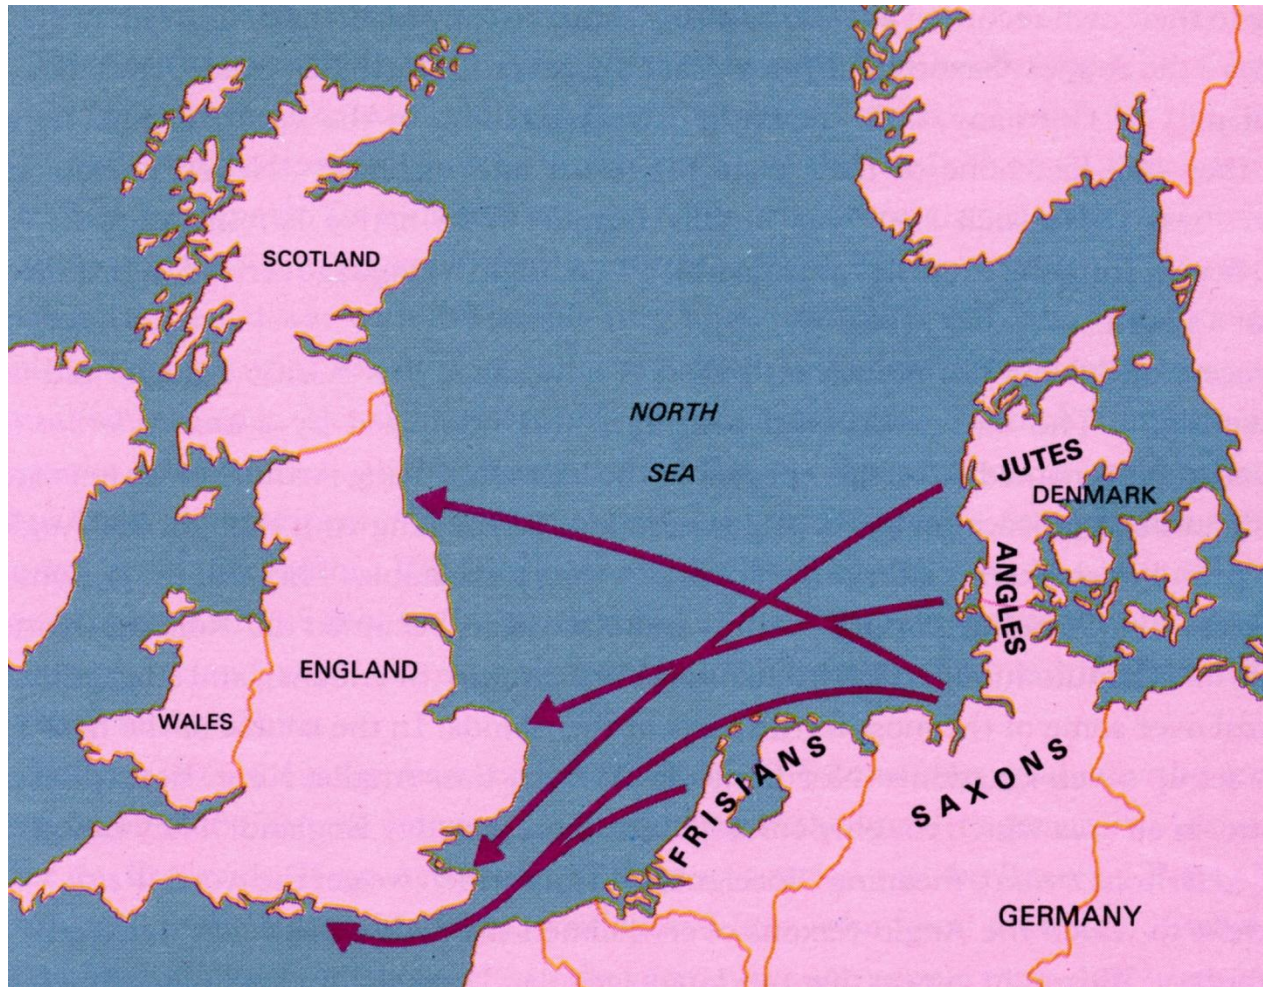 SCOTLAND
NORTH
SEA
JUTES
DENMARK
ANGLES
ENGLAND
WALES
FRISIANS
SAXONS
GERMANY